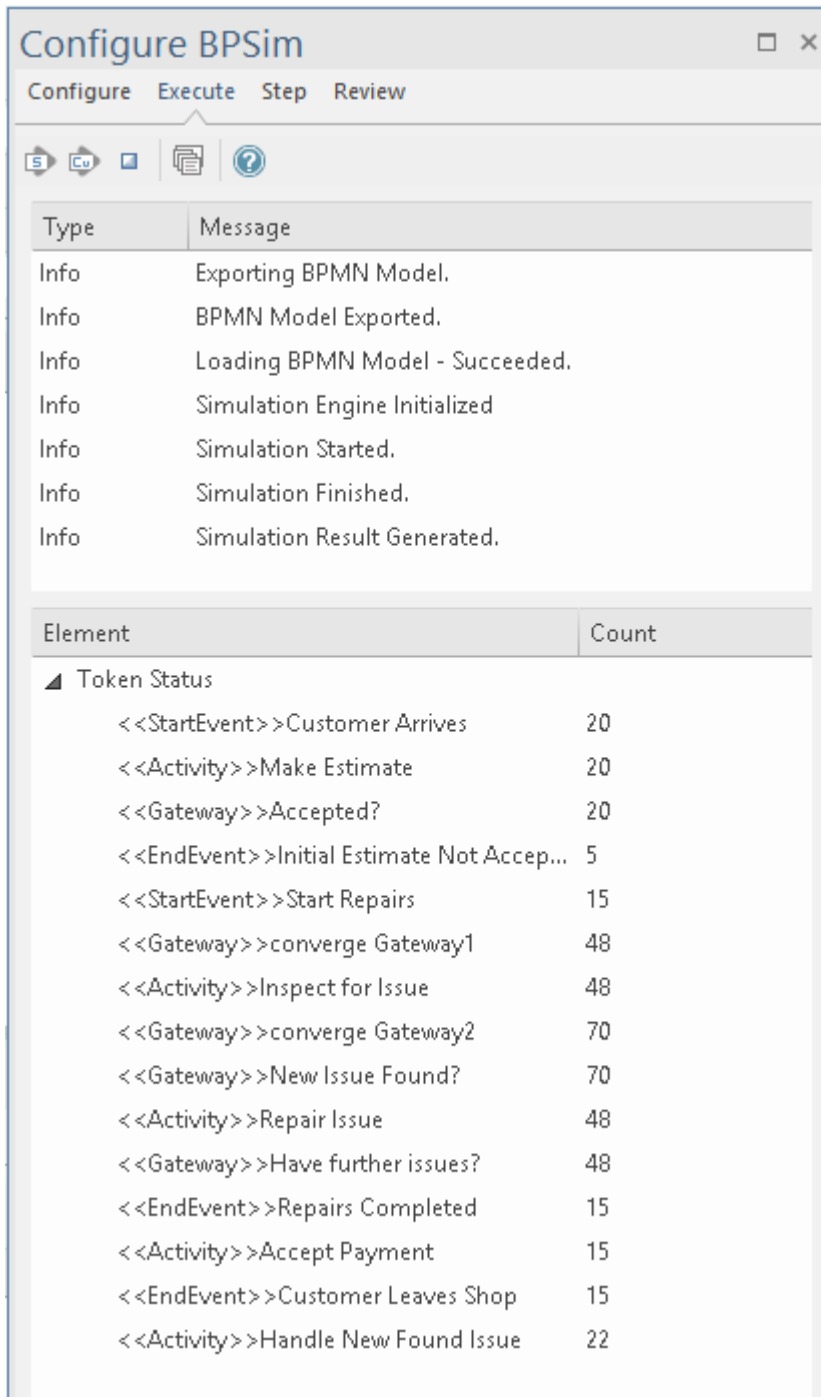 Configure BPSim
Configure Execute Step Review
S Cu ?
Type Message
Info Exporting BPMN Model.
Info BPMN Model Exported.
Info Loading BPMN Model - Succeeded.
Info Simulation Engine Initialized
Info Simulation Started.
Info Simulation Finished.
Info Simulation Result Generated.
Element Count
Token Status
<<StartEvent>>Customer Arrives 20
<<Activity>>Make Estimate 20
<<Gateway>>Accepted? 20
<<EndEvent>>Initial Estimate Not Accep... 5
<<StartEvent>>Start Repairs 15
<<Gateway>>converge Gateway1 48
<<Activity>>Inspect for Issue 48
<<Gateway>>converge Gateway2 70
<<Gateway>>New Issue Found? 70
<<Activity>>Repair Issue 48
<<Gateway>>Have further issues? 48
<<EndEvent>>Repairs Completed 15
<<Activity>>Accept Payment 15
<<EndEvent>>Customer Leaves Shop 15
<<Activity>>Handle New Found Issue 22